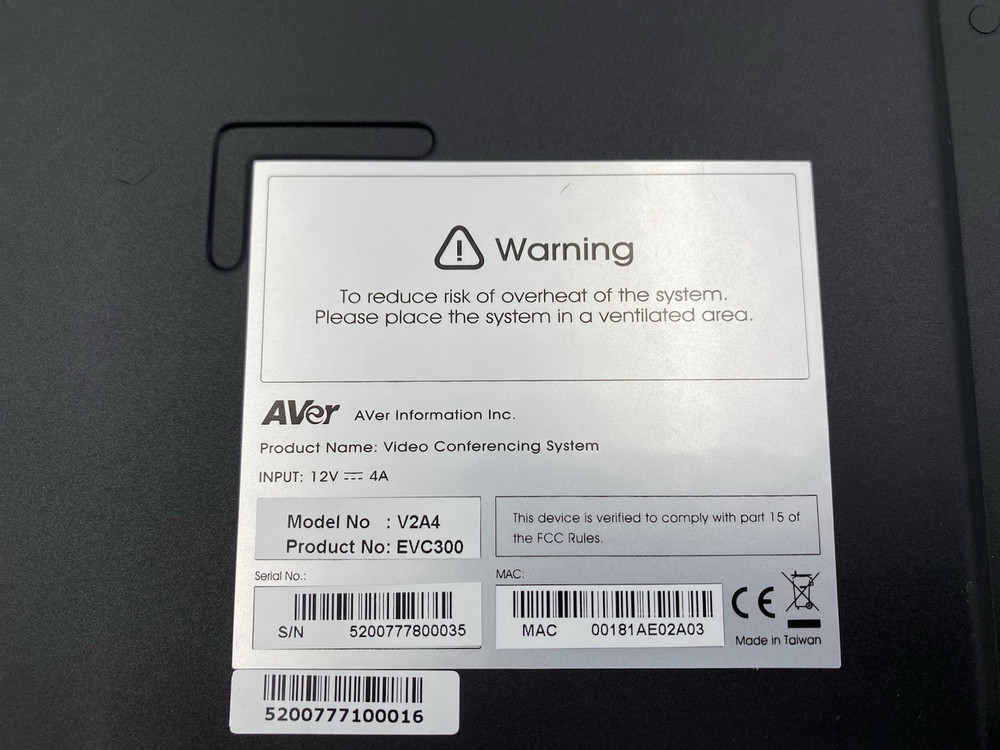 Warning
To reduce risk of overheat of the system.
Please place the system in a ventilated area.
AVer AVer Information Inc.
Product Name: Video Conferencing System
INPUT: 12V ⎓ 4A
Model No : V2A4
Product No: EVC300
This device is verified to comply with part 15 of
the FCC Rules.
Serial No.:
S/N 5200777800035
MAC:
MAC 00181AE02A03
CE
Made in Taiwan
5200777100016